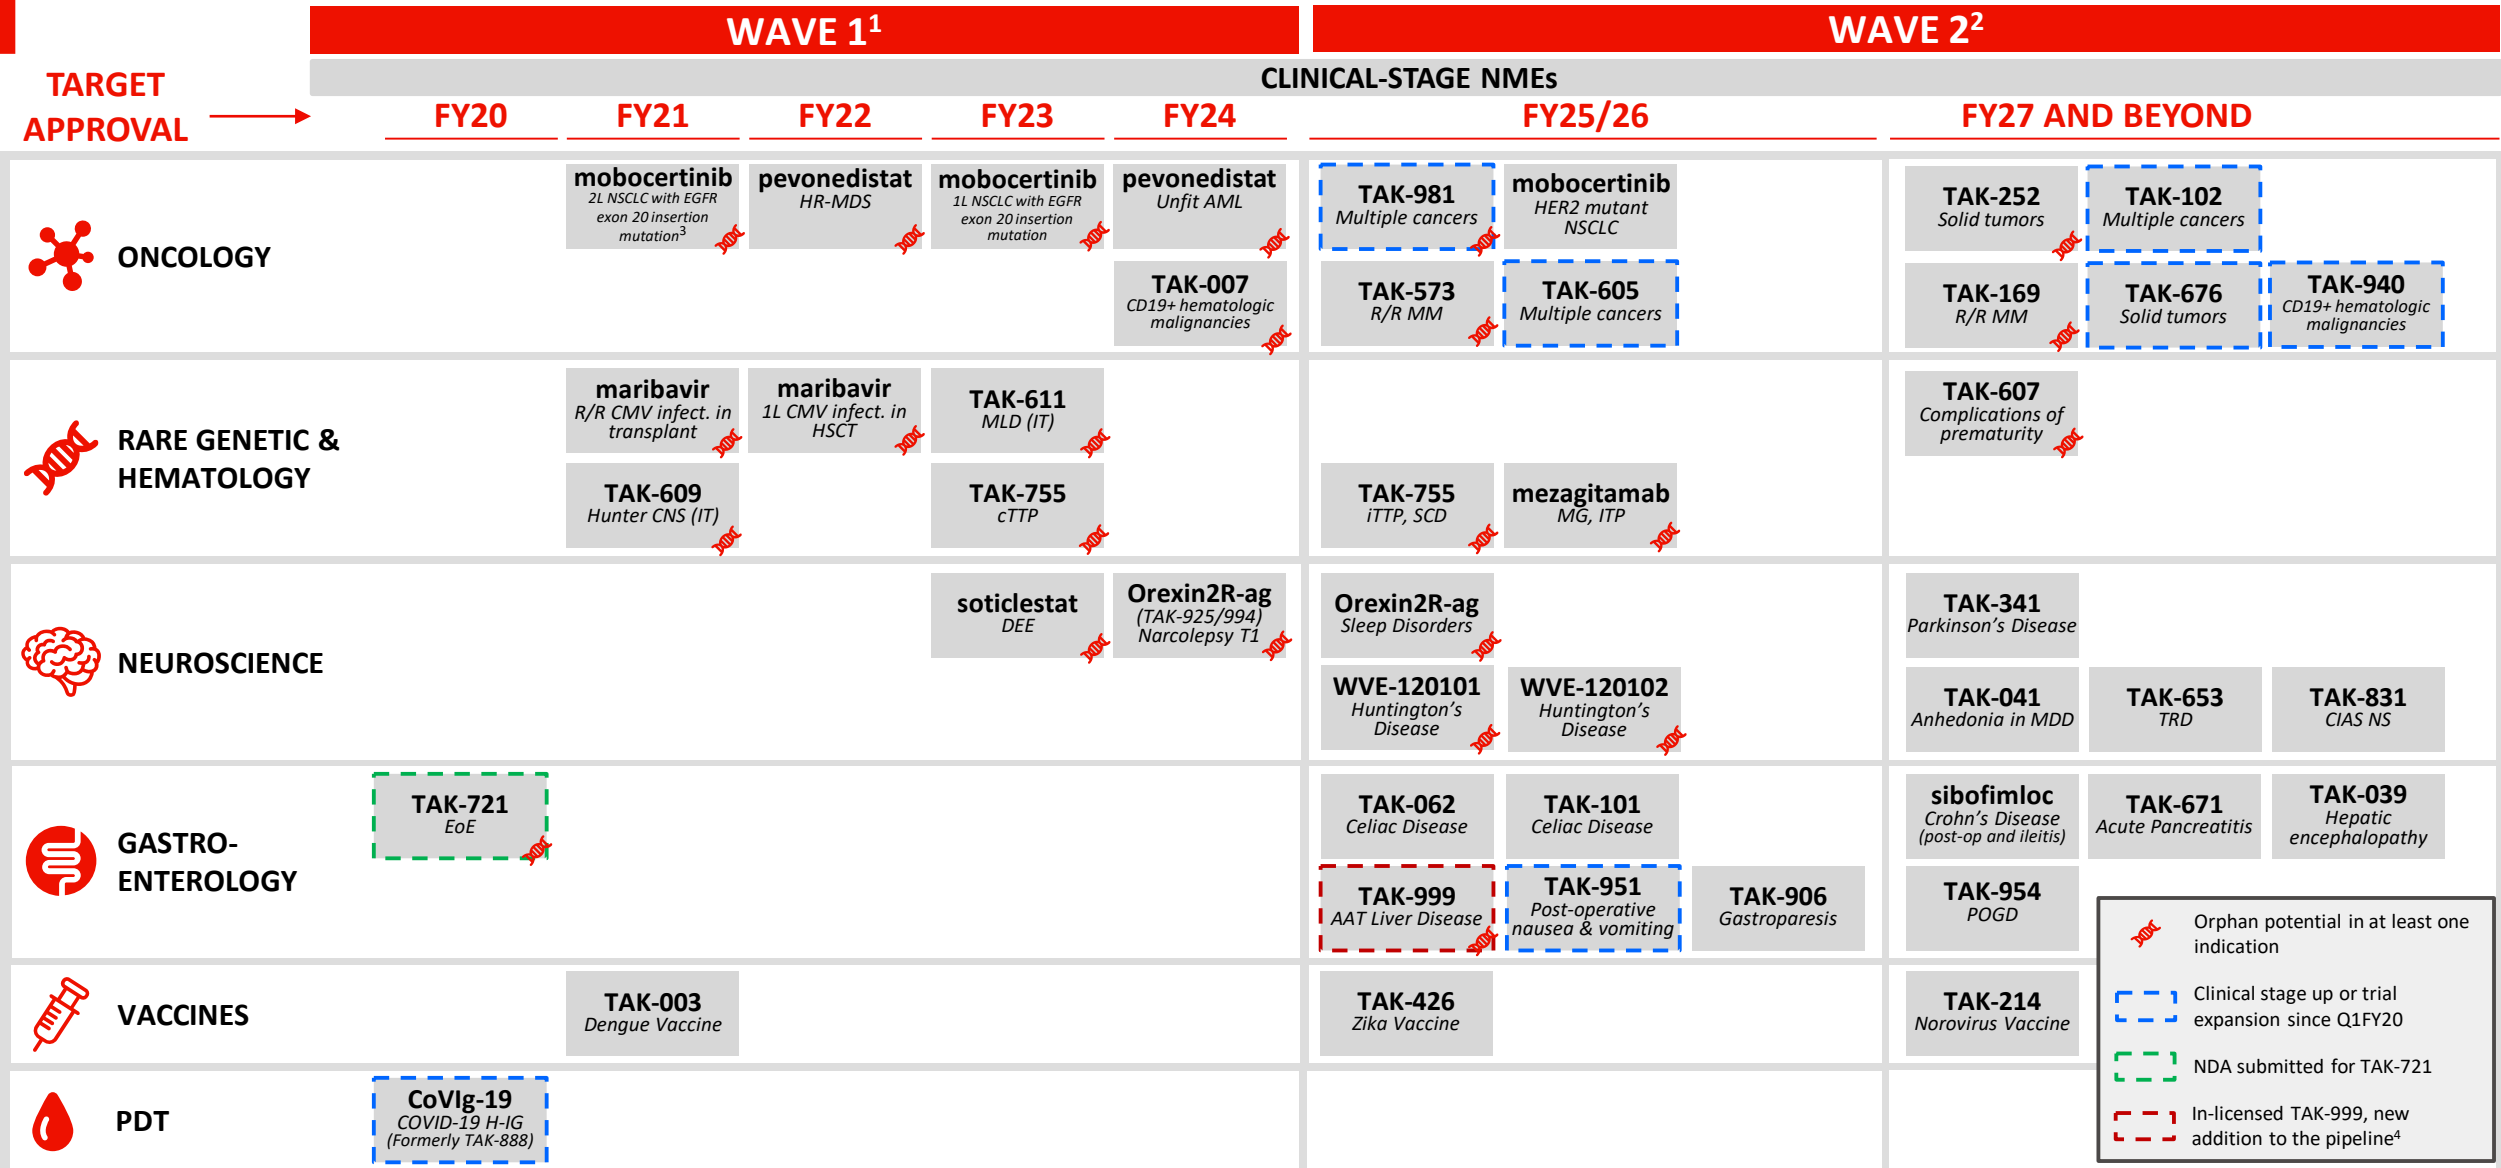 WAVE 1¹
WAVE 2²
CLINICAL-STAGE NMEs
TARGET
APPROVAL
FY20
FY21
FY22
FY23
FY24
FY25/26
FY27 AND BEYOND
ONCOLOGY
mobocertinib
2L NSCLC with EGFR
exon 20 insertion
mutation³
pevonedistat
HR-MDS
mobocertinib
1L NSCLC with EGFR
exon 20 insertion
mutation
pevonedistat
Unfit AML
TAK-007
CD19+ hematologic
malignancies
TAK-981
Multiple cancers
mobocertinib
HER2 mutant
NSCLC
TAK-573
R/R MM
TAK-605
Multiple cancers
TAK-252
Solid tumors
TAK-102
Multiple cancers
TAK-169
R/R MM
TAK-676
Solid tumors
TAK-940
CD19+ hematologic
malignancies
RARE GENETIC &
HEMATOLOGY
maribavir
R/R CMV infect. in
transplant
maribavir
1L CMV infect. in
HSCT
TAK-611
MLD (IT)
TAK-609
Hunter CNS (IT)
TAK-755
cTTP
TAK-755
iTTP, SCD
mezagitamab
MG, ITP
TAK-607
Complications of
prematurity
NEUROSCIENCE
soticlestat
DEE
Orexin2R-ag
(TAK-925/994)
Narcolepsy T1
Orexin2R-ag
Sleep Disorders
WVE-120101
Huntington's
Disease
WVE-120102
Huntington's
Disease
TAK-341
Parkinson's Disease
TAK-041
Anhedonia in MDD
TAK-653
TRD
TAK-831
CIAS NS
GASTRO-
ENTEROLOGY
TAK-721
EoE
TAK-062
Celiac Disease
TAK-101
Celiac Disease
TAK-999
AAT Liver Disease
TAK-951
Post-operative
nausea & vomiting
TAK-906
Gastroparesis
sibofimloc
Crohn's Disease
(post-op and ileitis)
TAK-671
Acute Pancreatitis
TAK-039
Hepatic
encephalopathy
TAK-954
POGD
VACCINES
TAK-003
Dengue Vaccine
TAK-426
Zika Vaccine
TAK-214
Norovirus Vaccine
PDT
CoVIg-19
COVID-19 H-IG
(Formerly TAK-888)
Orphan potential in at least one
indication
Clinical stage up or trial
expansion since Q1FY20
NDA submitted for TAK-721
In-licensed TAK-999, new
addition to the pipeline⁴